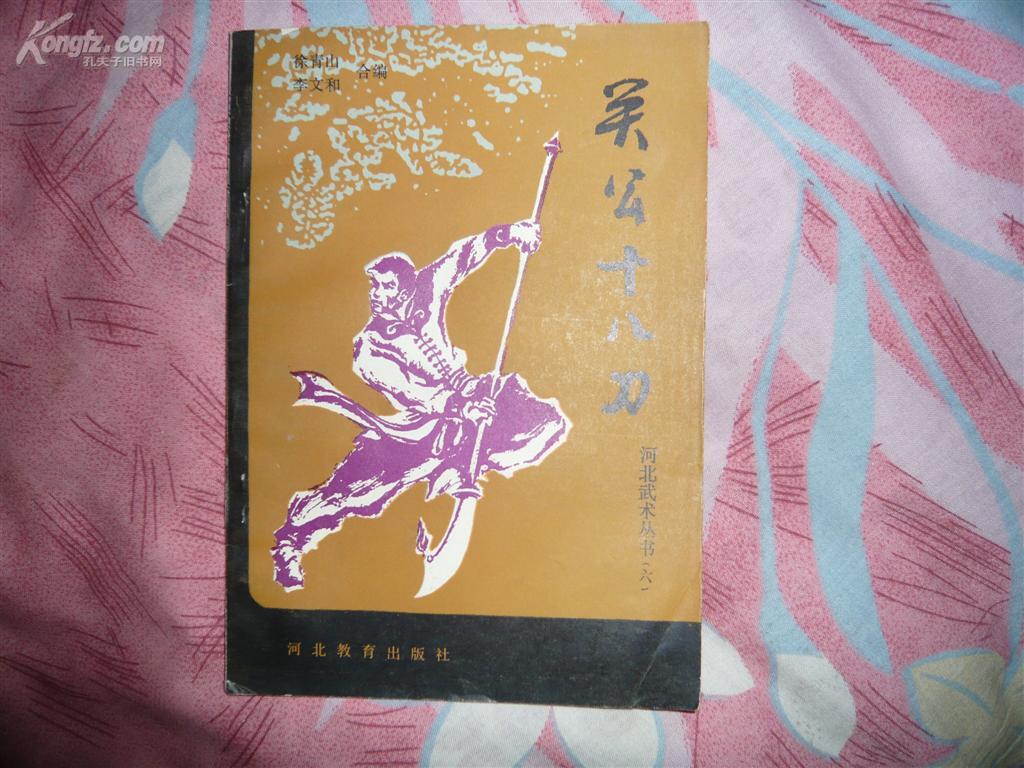 Kongfz.com
孔夫子旧书网
徐青山
李文和
合编
关公十八刀
河北武术丛书(六)
河北教育出版社